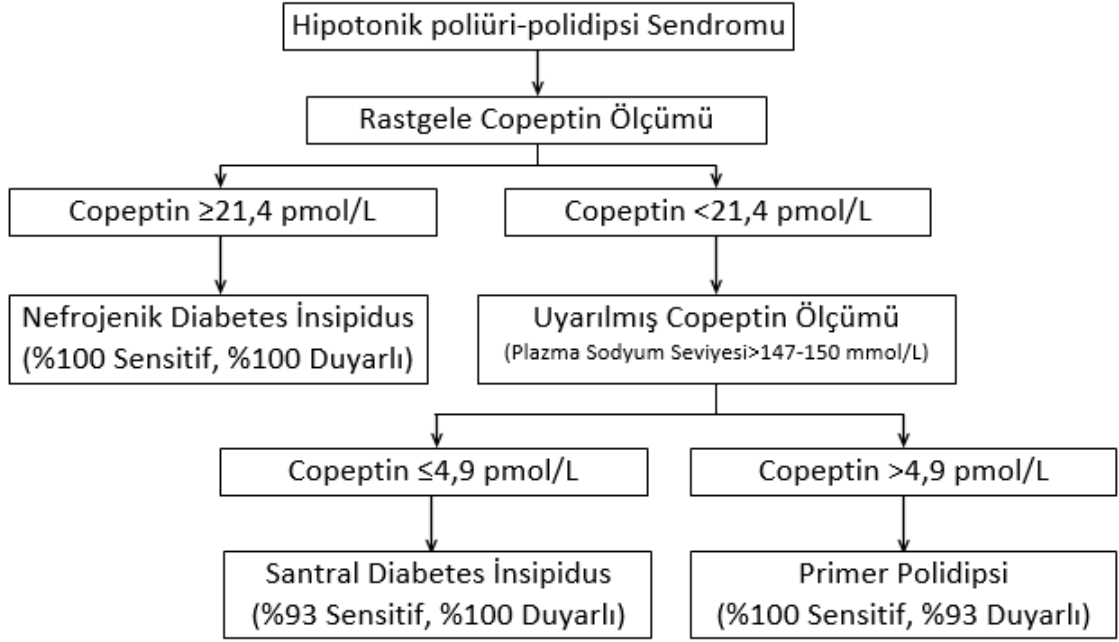 Hipotonik poliüri-polidipsi Sendromu
Rastgele Copeptin Ölçümü
Copeptin ≥21,4 pmol/L
Copeptin <21,4 pmol/L
Nefrojenik Diabetes İnsipidus
(%100 Sensitif, %100 Duyarlı)
Uyarılmış Copeptin Ölçümü
(Plazma Sodyum Seviyesi>147-150 mmol/L)
Copeptin ≤4,9 pmol/L
Copeptin >4,9 pmol/L
Santral Diabetes İnsipidus
(%93 Sensitif, %100 Duyarlı)
Primer Polidipsi
(%100 Sensitif, %93 Duyarlı)